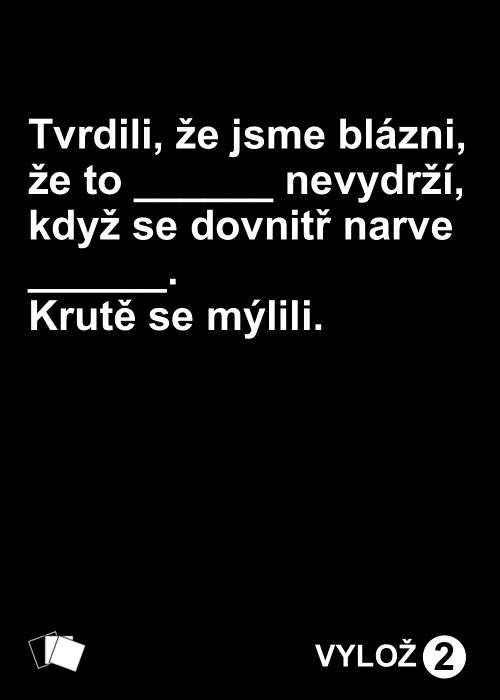 Tvrdili, že jsme blázni,
že to ______ nevydrží,
když se dovnitř narve
______.
Krutě se mýlili.
VYLOŽ 2